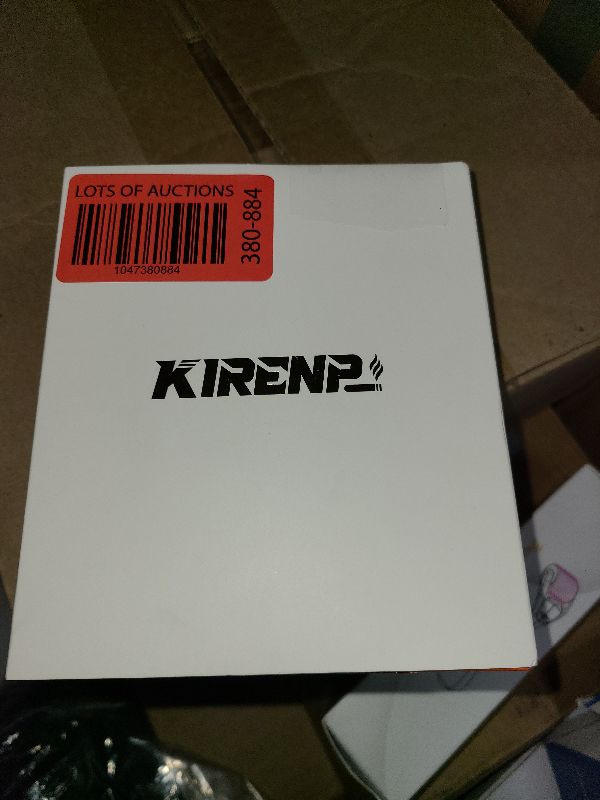 LOTS OF AUCTIONS
1047380884
380-884
KIRENP